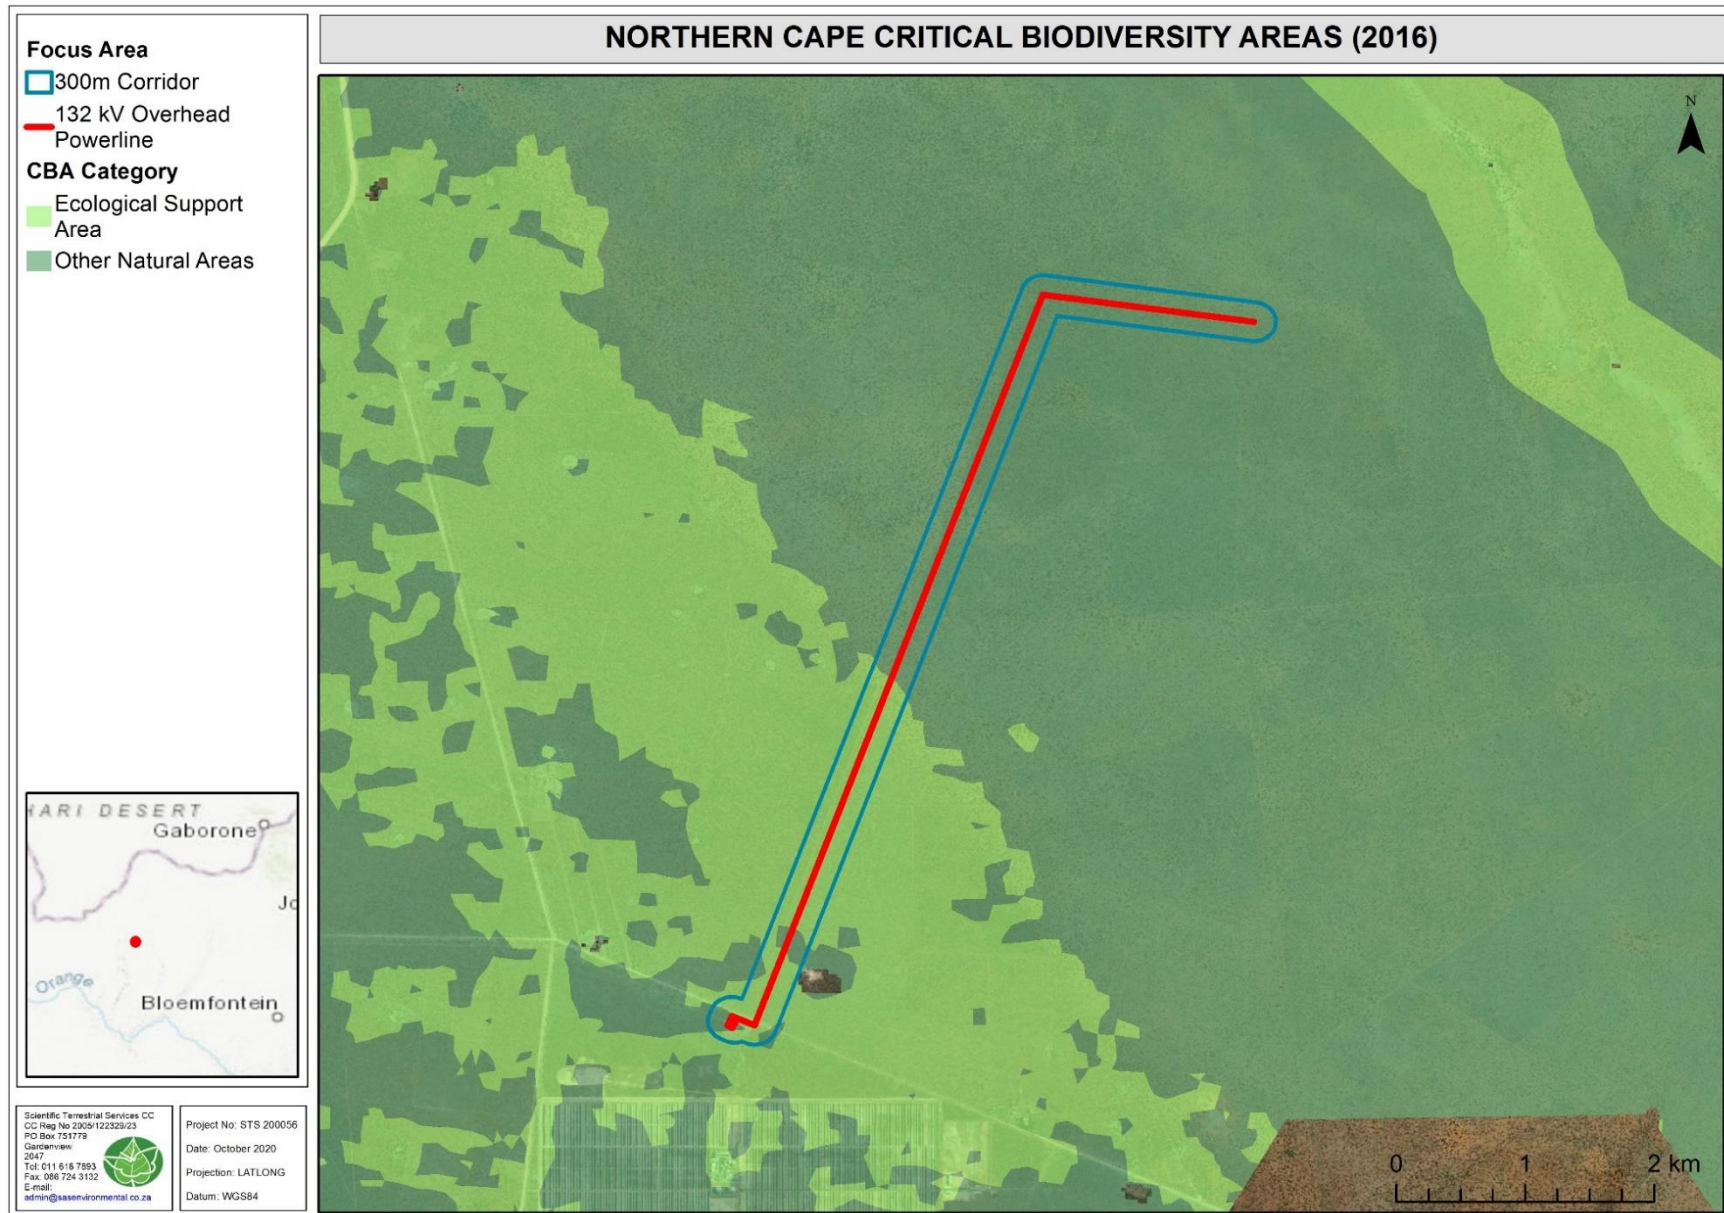 NORTHERN CAPE CRITICAL BIODIVERSITY AREAS (2016)
Focus Area
300m Corridor
132 kV Overhead
Powerline
CBA Category
Ecological Support
Area
Other Natural Areas
N
HARI DESERT
Gaborone
Jo
Orange
Bloemfontein
Scientific Terrestrial Services CC
CC Reg No 2005/122329/23
PO Box 751779
Gardenview
2047
Tel: 011 616 7893
Fax: 086 724 3132
E-mail:
admin@sasenvironmental.co.za
Project No: STS 200056
Date: October 2020
Projection: LATLONG
Datum: WGS84
0 1 2 km